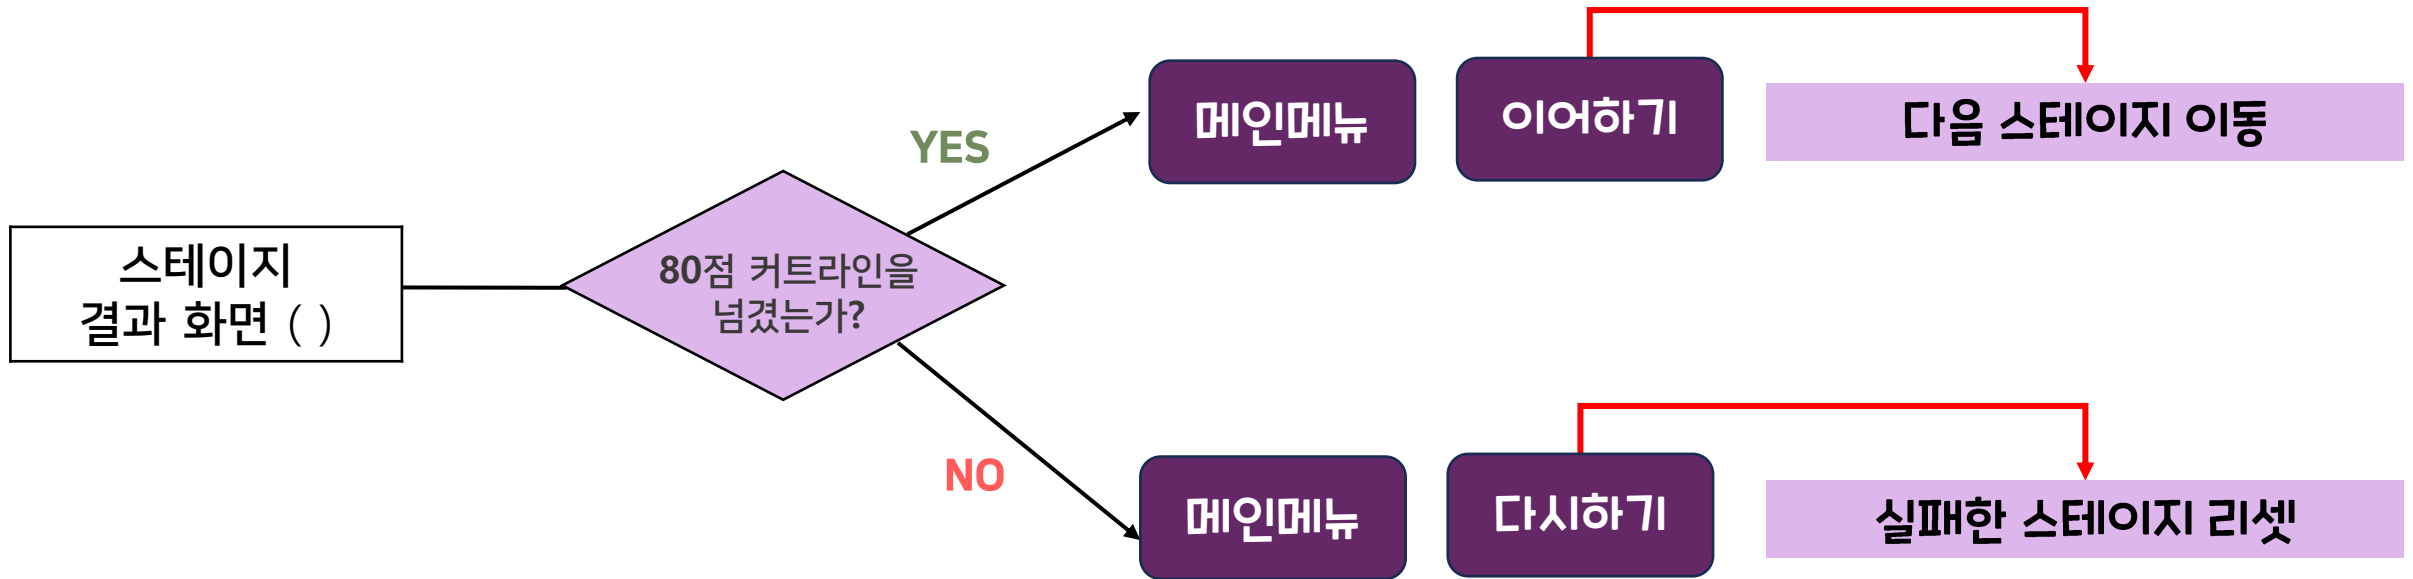 스테이지
결과 화면 ( )
80점 커트라인을
넘겼는가?
YES
메인메뉴
이어하기
다음 스테이지 이동
NO
메인메뉴
다시하기
실패한 스테이지 리셋